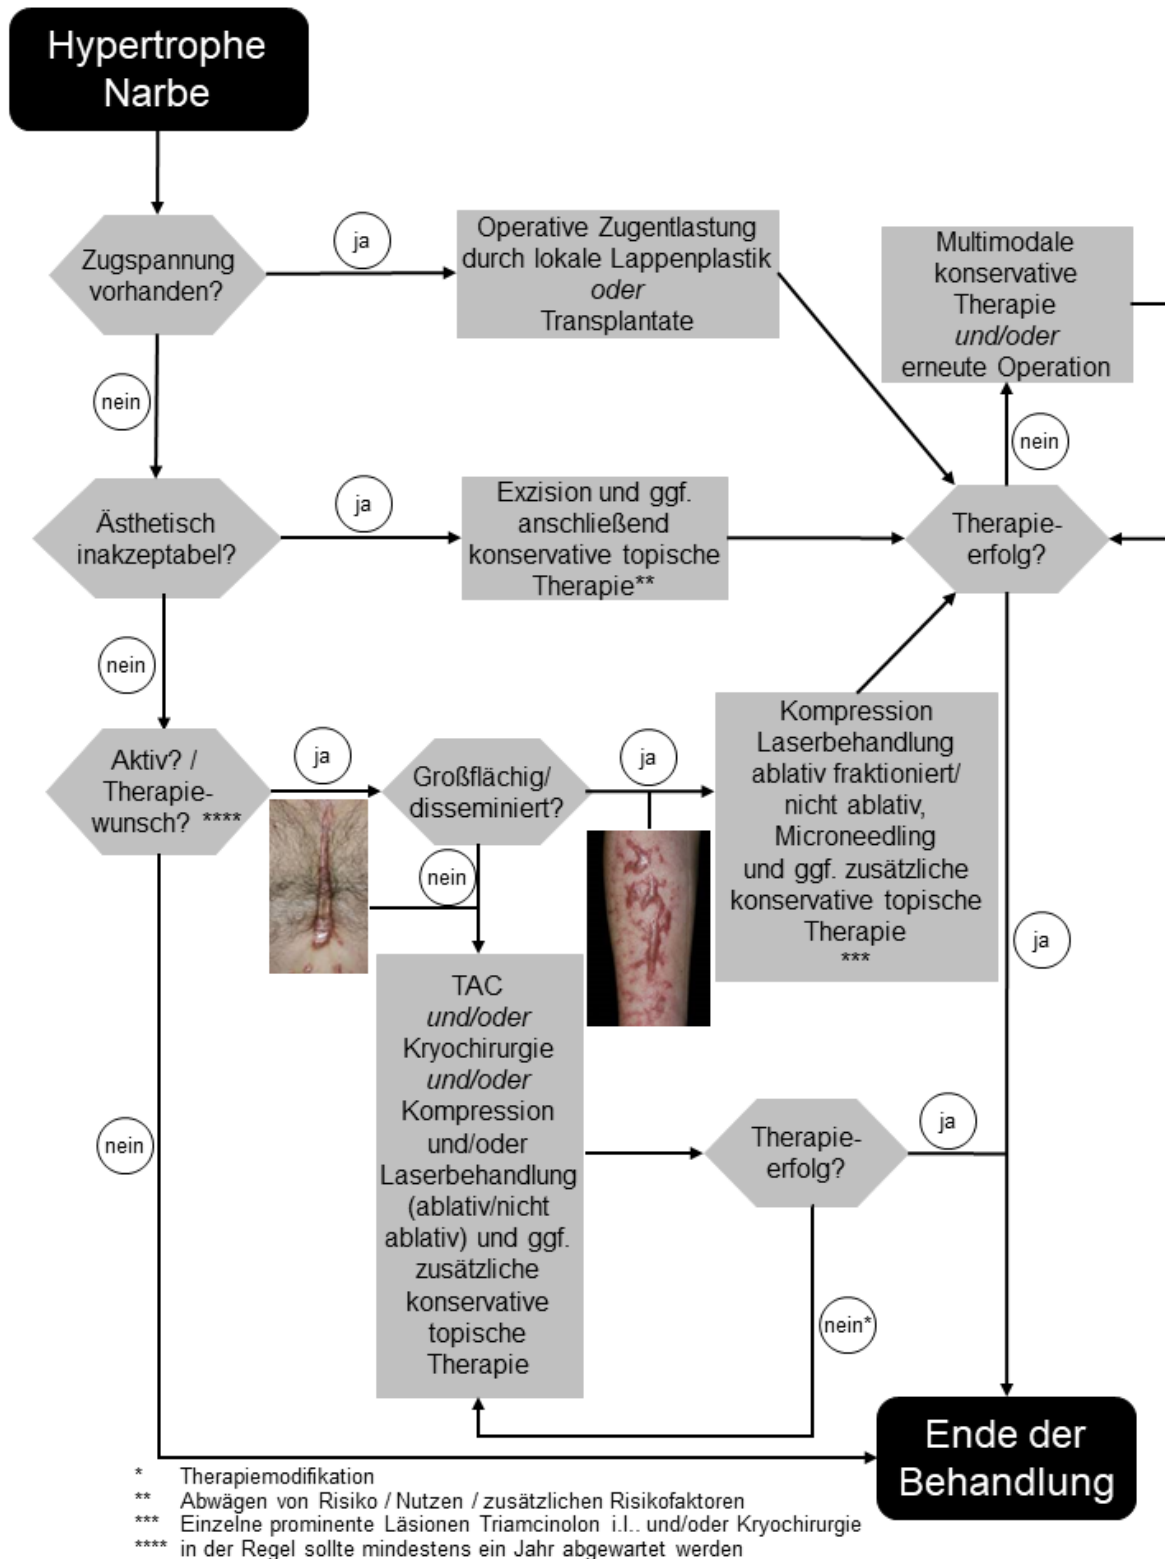 Hypertrophe
Narbe
Zugspannung
vorhanden?
ja
Operative Zugentlastung
durch lokale Lappenplastik
oder
Transplantate
Multimodale
konservative
Therapie
und/oder
erneute Operation
nein
nein
Ästhetisch
inakzeptabel?
ja
Exzision und ggf.
anschließend
konservative topische
Therapie**
Therapie-
erfolg?
nein
Aktiv? /
Therapie-
wunsch? ****
ja
Großflächig/
disseminiert?
ja
Kompression
Laserbehandlung
ablativ fraktioniert/
nicht ablativ,
Microneedling
und ggf. zusätzliche
konservative topische
Therapie
***
nein
ja
TAC
und/oder
Kryochirurgie
und/oder
Kompression
und/oder
Laserbehandlung
(ablativ/nicht
ablativ) und ggf.
zusätzliche
konservative
topische
Therapie
Therapie-
erfolg?
ja
nein
nein*
Ende der
Behandlung
* Therapiemodifikation
** Abwägen von Risiko / Nutzen / zusätzlichen Risikofaktoren
*** Einzelne prominente Läsionen Triamcinolon i.l.. und/oder Kryochirurgie
**** in der Regel sollte mindestens ein Jahr abgewartet werden